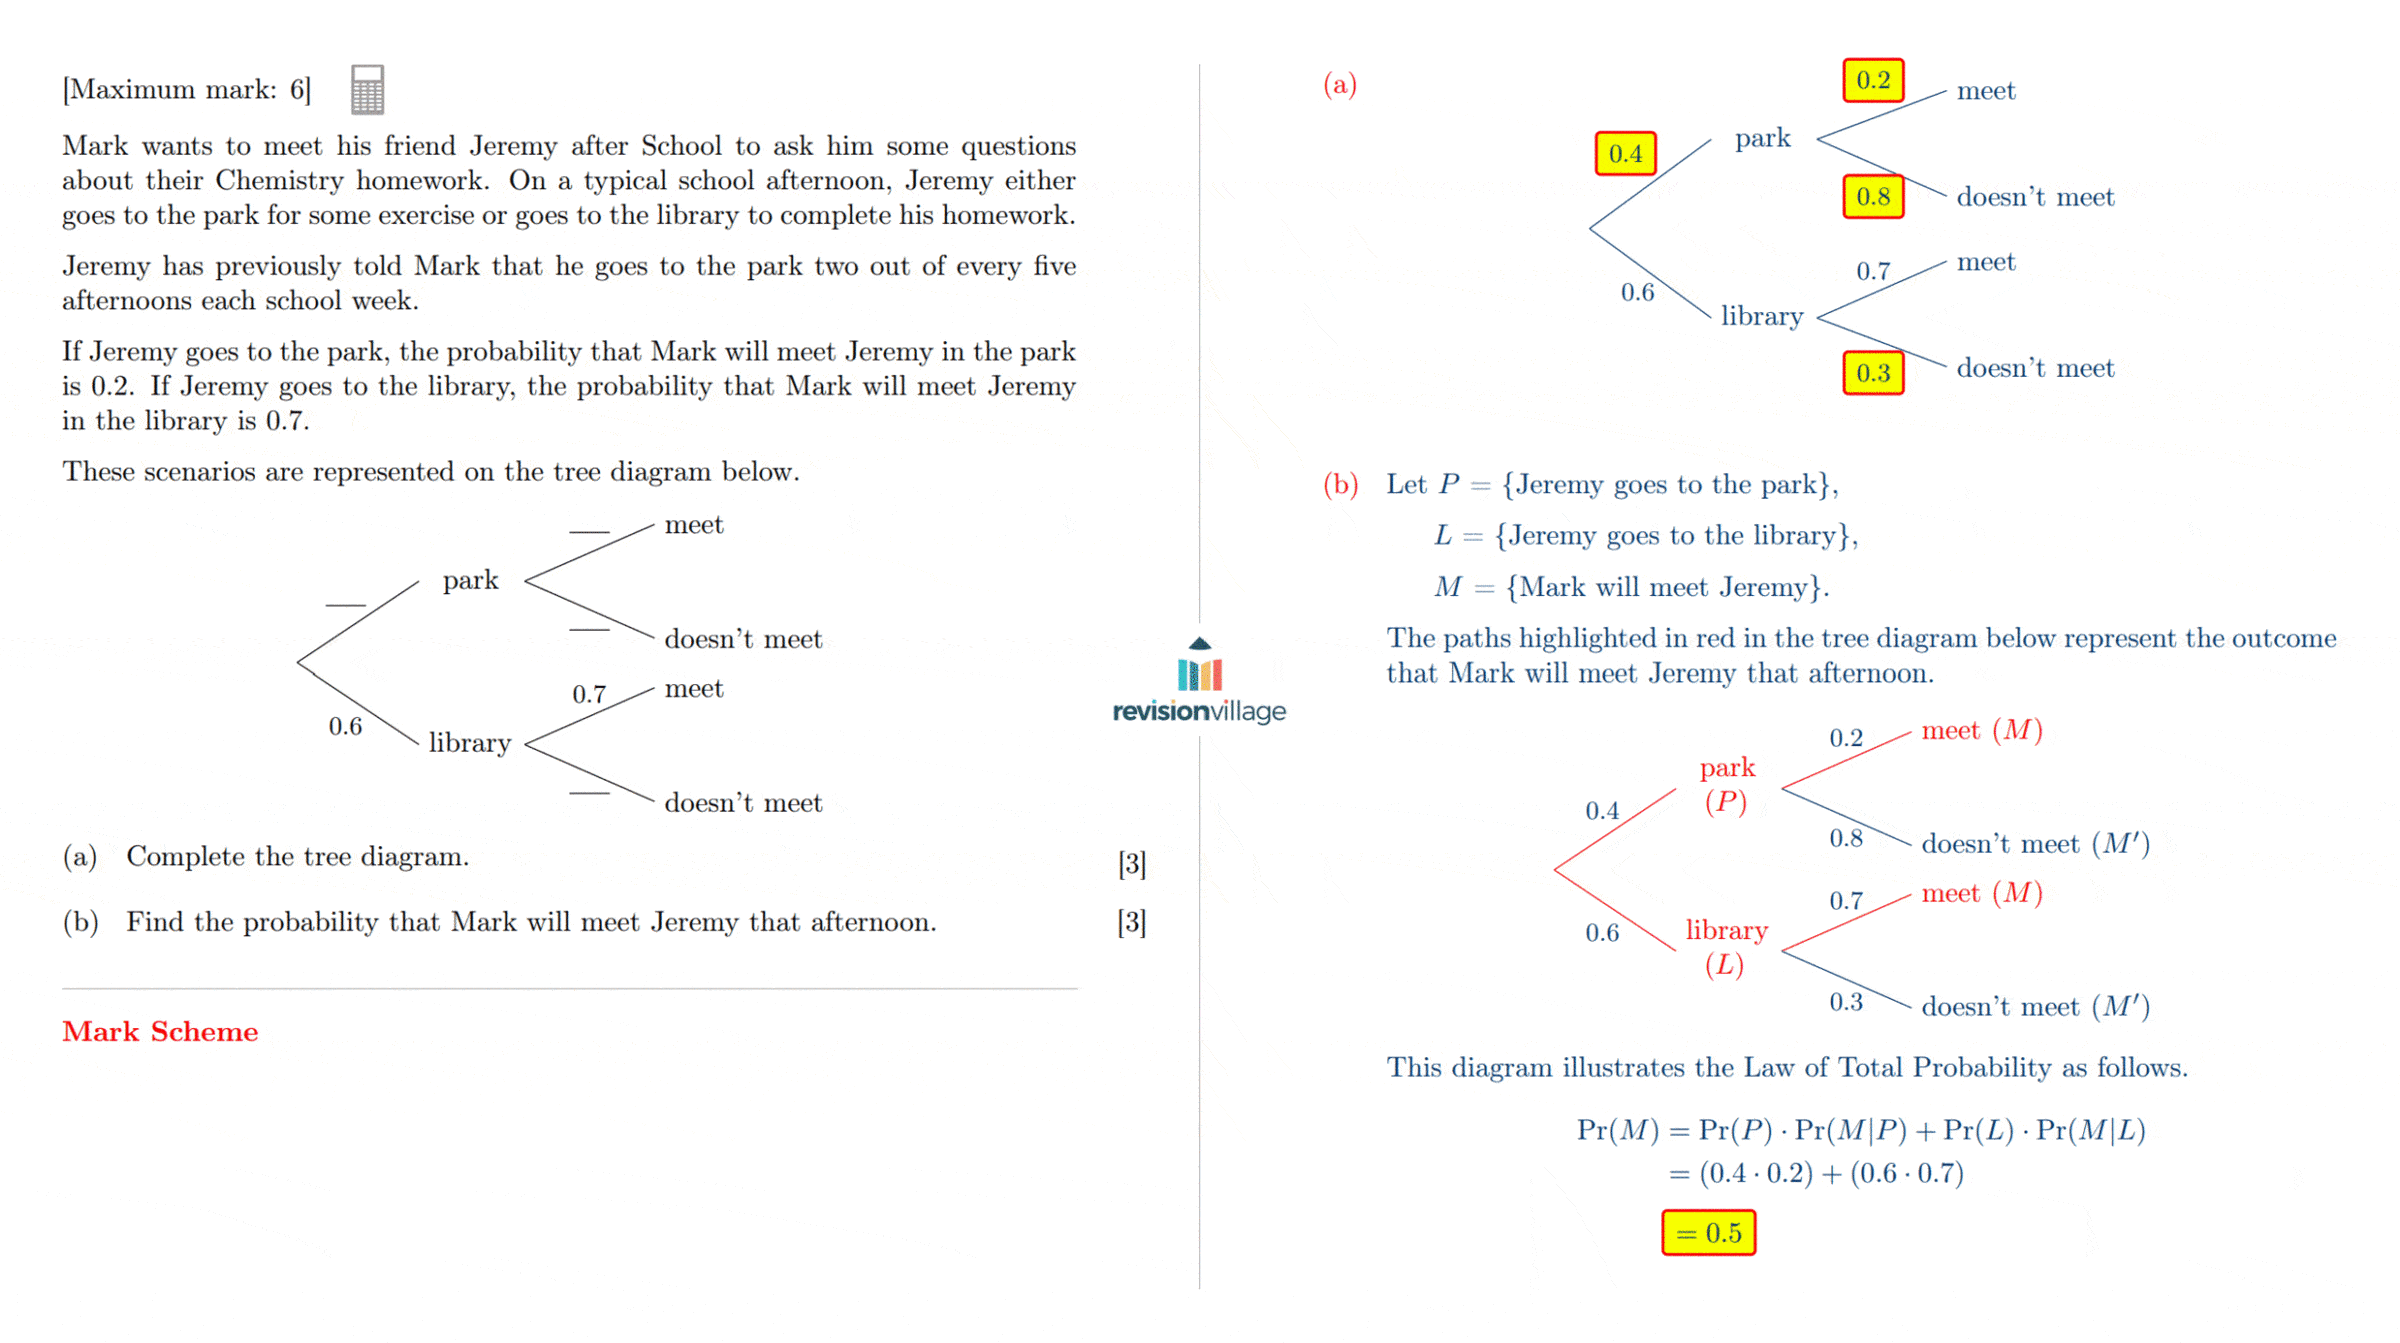 [Maximum mark: 6]
Mark wants to meet his friend Jeremy after School to ask him some questions
about their Chemistry homework. On a typical school afternoon, Jeremy either
goes to the park for some exercise or goes to the library to complete his homework.
Jeremy has previously told Mark that he goes to the park two out of every five
afternoons each school week.
If Jeremy goes to the park, the probability that Mark will meet Jeremy in the park
is 0.2. If Jeremy goes to the library, the probability that Mark will meet Jeremy
in the library is 0.7.
These scenarios are represented on the tree diagram below.
meet
park
doesn't meet
0.7
meet
0.6
library
doesn't meet
(a) Complete the tree diagram. [3]
(b) Find the probability that Mark will meet Jeremy that afternoon. [3]
Mark Scheme
revisionvillage
(a)
0.2
meet
0.4
park
0.8
doesn't meet
0.7
meet
0.6
library
0.3
doesn't meet
(b) Let P = {Jeremy goes to the park},
L = {Jeremy goes to the library},
M = {Mark will meet Jeremy}.
The paths highlighted in red in the tree diagram below represent the outcome
that Mark will meet Jeremy that afternoon.
0.2
meet (M)
park
(P)
0.4
0.8
doesn't meet (M′)
0.7
meet (M)
0.6
library
(L)
0.3
doesn't meet (M′)
This diagram illustrates the Law of Total Probability as follows.
Pr(M) = Pr(P) · Pr(M|P) + Pr(L) · Pr(M|L)
= (0.4 · 0.2) + (0.6 · 0.7)
= 0.5